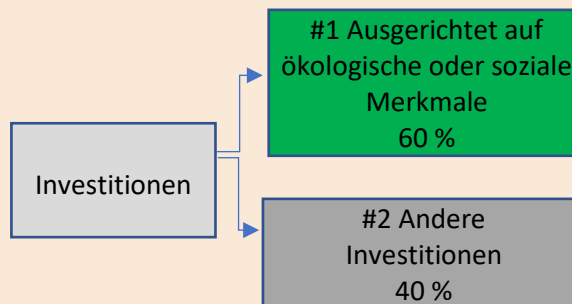 #1 Ausgerichtet auf
ökologische oder soziale
Merkmale
60 %
Investitionen
#2 Andere
Investitionen
40 %